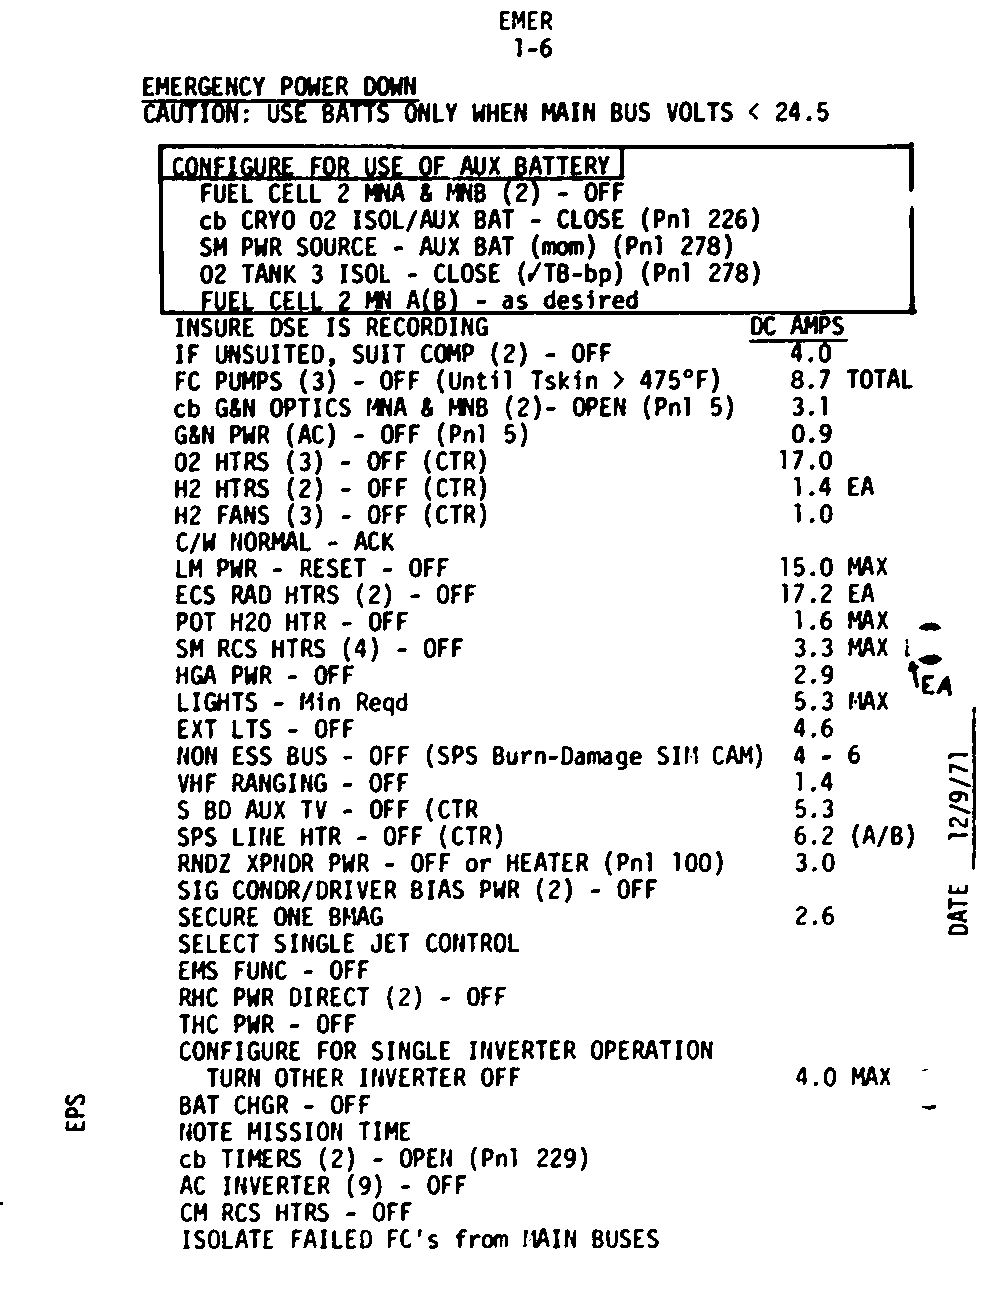 EMER
1-6
EMERGENCY POWER DOWN
CAUTION: USE BATTS ONLY WHEN MAIN BUS VOLTS < 24.5
CONFIGURE FOR USE OF AUX BATTERY
FUEL CELL 2 MNA & MNB (2) - OFF
cb CRYO O2 ISOL/AUX BAT - CLOSE (Pnl 226)
SM PWR SOURCE - AUX BAT (mom) (Pnl 278)
O2 TANK 3 ISOL - CLOSE (✓TB-bp) (Pnl 278)
FUEL CELL 2 MN A(B) - as desired
INSURE DSE IS RECORDING DC AMPS
IF UNSUITED, SUIT COMP (2) - OFF 4.0
FC PUMPS (3) - OFF (Until Tskin > 475°F) 8.7 TOTAL
cb G&N OPTICS MNA & MNB (2)- OPEN (Pnl 5) 3.1
G&N PWR (AC) - OFF (Pnl 5) 0.9
O2 HTRS (3) - OFF (CTR) 17.0
H2 HTRS (2) - OFF (CTR) 1.4 EA
H2 FANS (3) - OFF (CTR) 1.0
C/W NORMAL - ACK
LM PWR - RESET - OFF 15.0 MAX
ECS RAD HTRS (2) - OFF 17.2 EA
POT H2O HTR - OFF 1.6 MAX
SM RCS HTRS (4) - OFF 3.3 MAX
HGA PWR - OFF 2.9
EA
LIGHTS - Min Reqd 5.3 MAX
EXT LTS - OFF 4.6
NON ESS BUS - OFF (SPS Burn-Damage SIM CAM) 4 - 6
VHF RANGING - OFF 1.4
S BD AUX TV - OFF (CTR 5.3
SPS LINE HTR - OFF (CTR) 6.2 (A/B)
RNDZ XPNDR PWR - OFF or HEATER (Pnl 100) 3.0
SIG CONDR/DRIVER BIAS PWR (2) - OFF
SECURE ONE BMAG 2.6
SELECT SINGLE JET CONTROL
EMS FUNC - OFF
RHC PWR DIRECT (2) - OFF
THC PWR - OFF
CONFIGURE FOR SINGLE INVERTER OPERATION
TURN OTHER INVERTER OFF 4.0 MAX
BAT CHGR - OFF
NOTE MISSION TIME
cb TIMERS (2) - OPEN (Pnl 229)
AC INVERTER (9) - OFF
CM RCS HTRS - OFF
ISOLATE FAILED FC's from MAIN BUSES
EPS
DATE 12/9/71